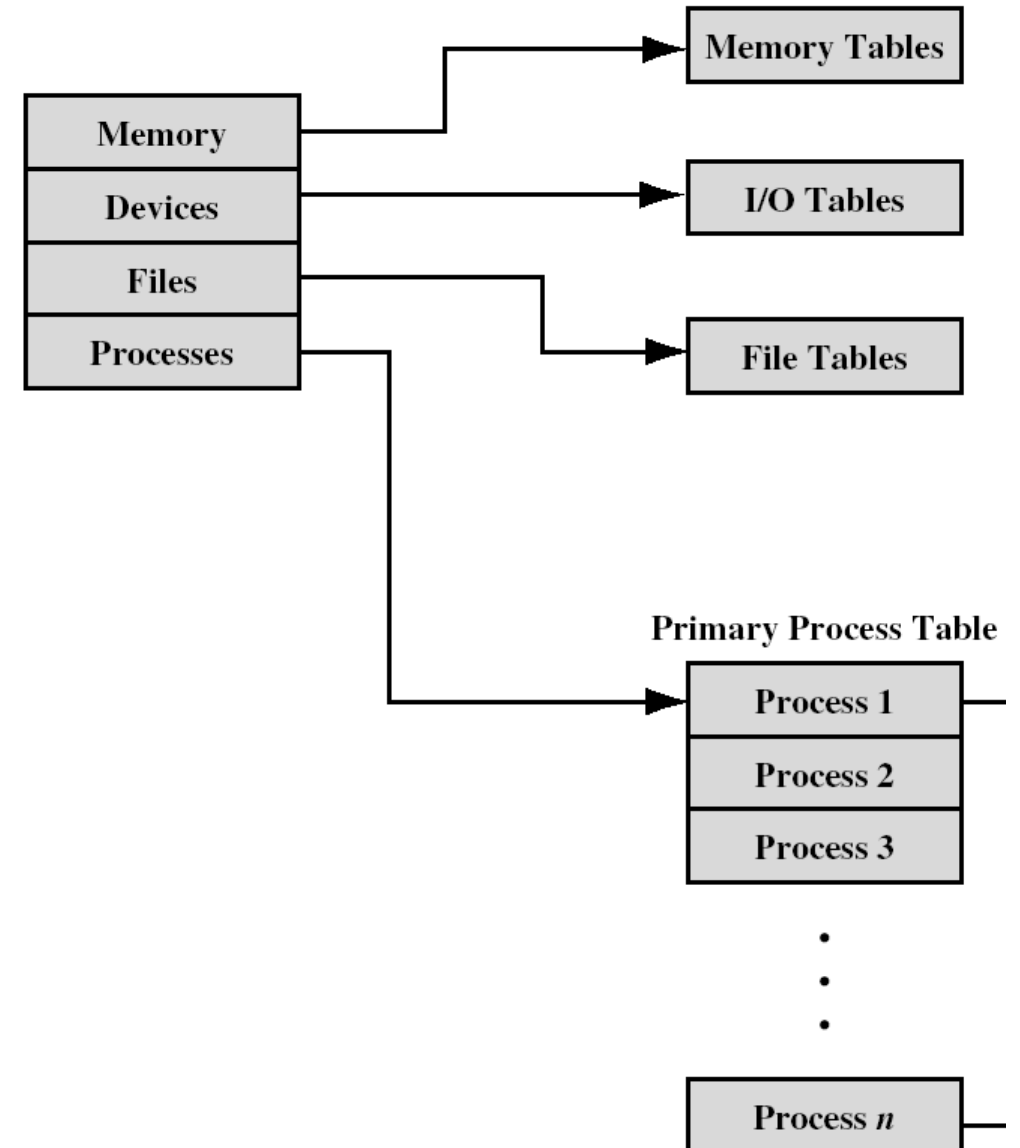 Memory
Devices
Files
Processes
Memory Tables
I/O Tables
File Tables
Primary Process Table
Process 1
Process 2
Process 3
Process n